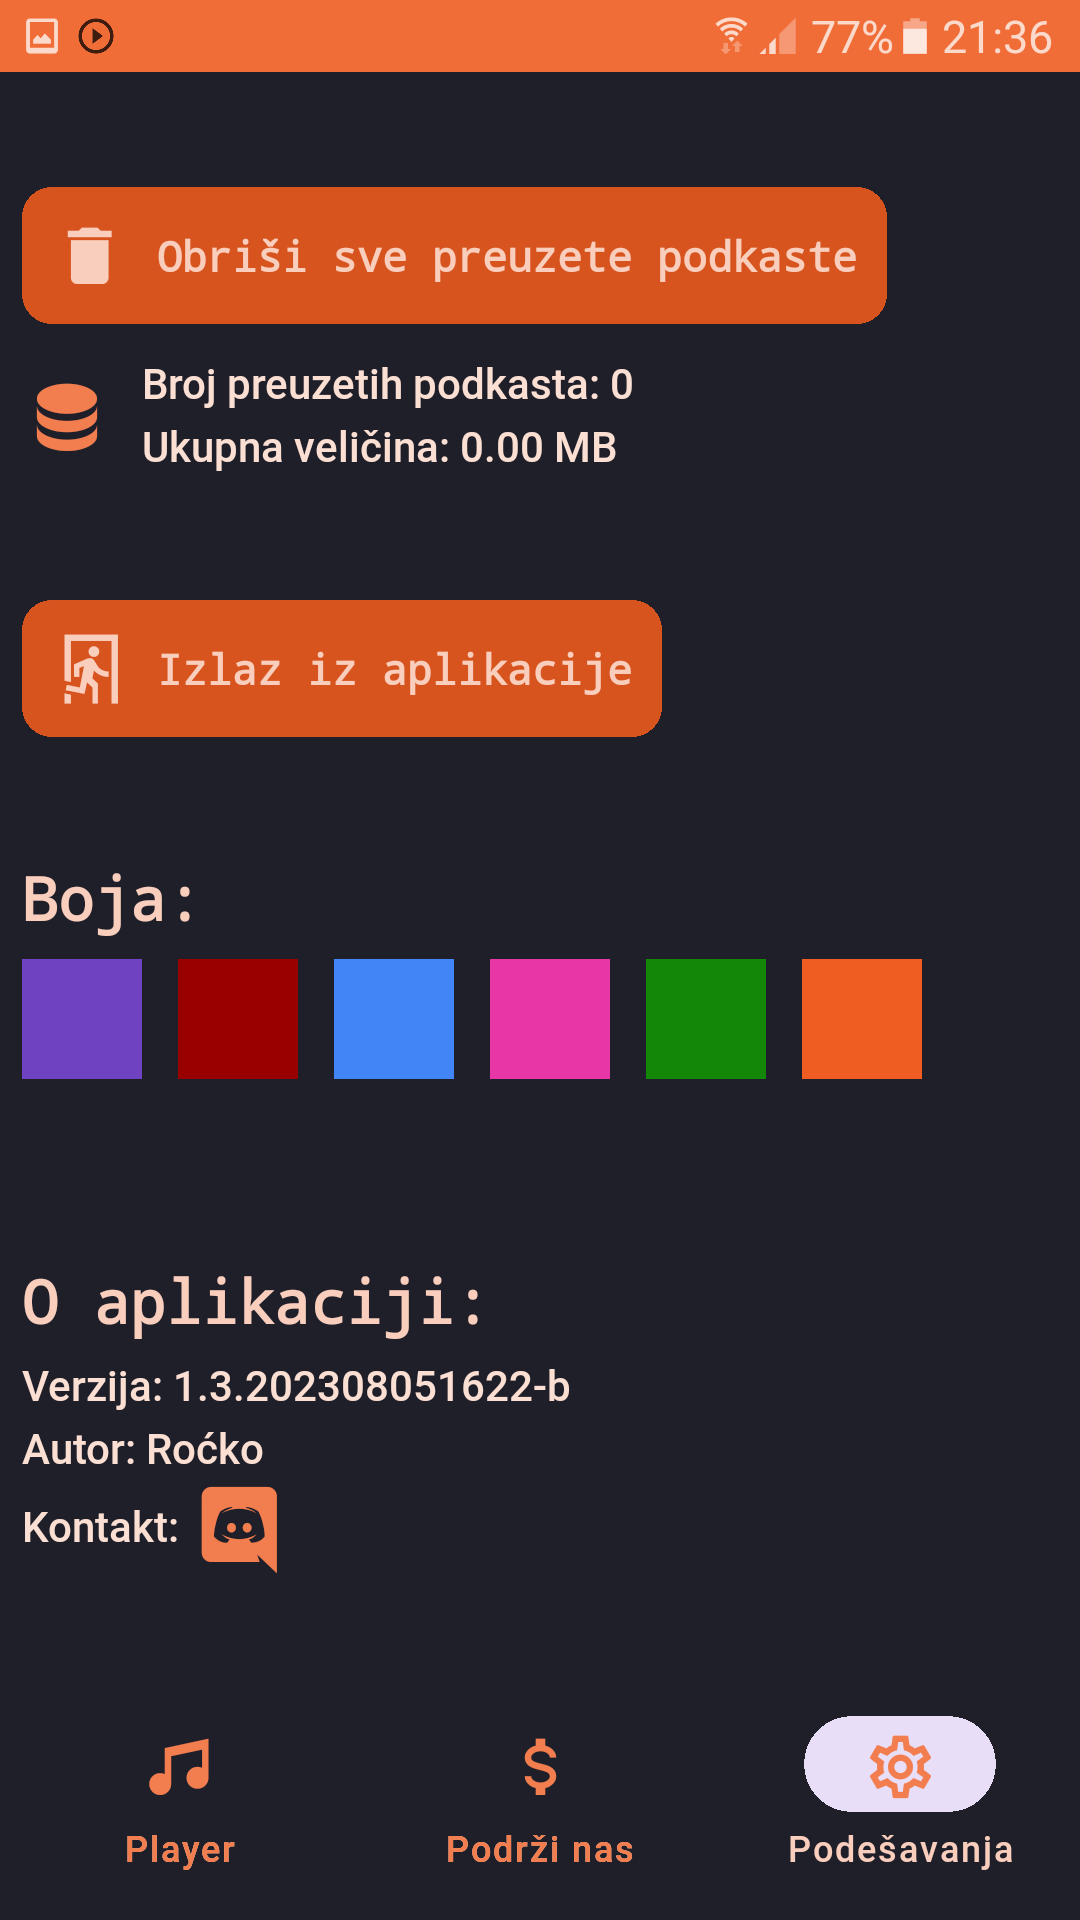 77% 21:36
Obriši sve preuzete podkaste
Broj preuzetih podkasta: 0
Ukupna veličina: 0.00 MB
Izlaz iz aplikacije
Boja:
O aplikaciji:
Verzija: 1.3.202308051622-b
Autor: Roćko
Kontakt:
Player Podrži nas Podešavanja